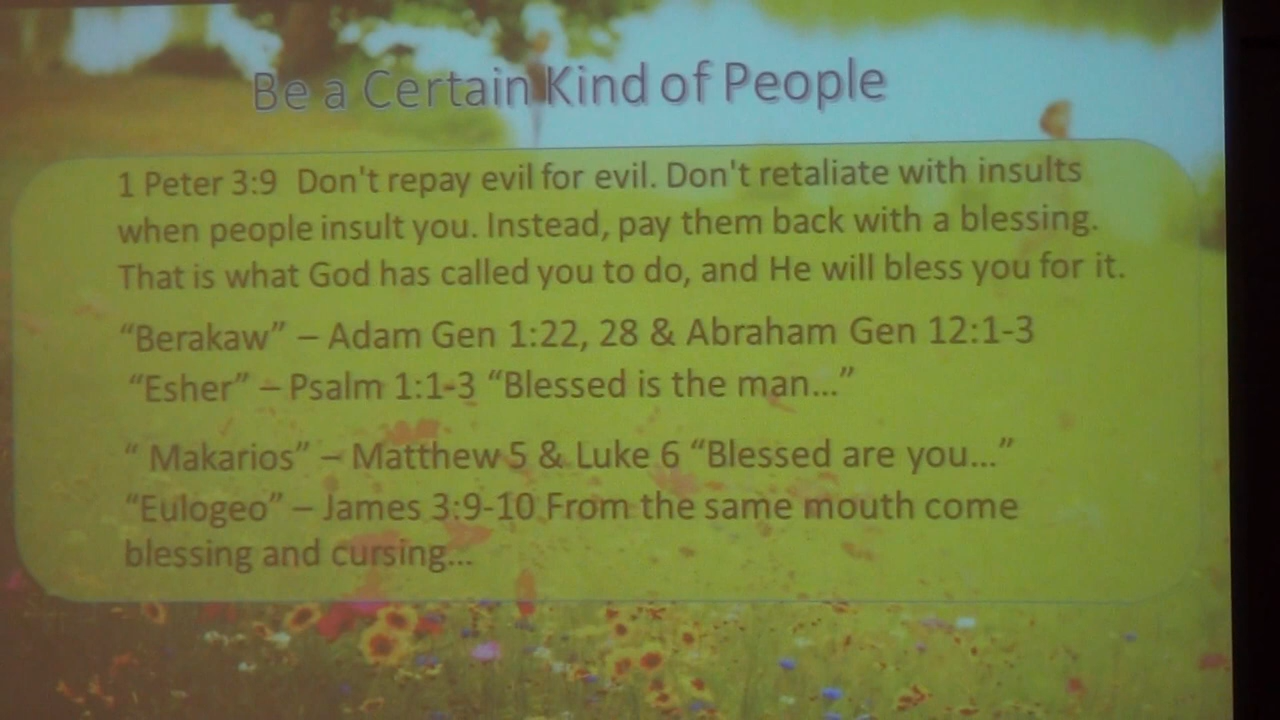 Be a Certain Kind of People
1 Peter 3:9  Don't repay evil for evil. Don't retaliate with insults
when people insult you. Instead, pay them back with a blessing.
That is what God has called you to do, and He will bless you for it.
“Berakaw” – Adam Gen 1:22, 28 & Abraham Gen 12:1-3
“Esher” – Psalm 1:1-3 “Blessed is the man...”
“ Makarios” – Matthew 5 & Luke 6 “Blessed are you...”
“Eulogeo” – James 3:9-10 From the same mouth come
blessing and cursing...